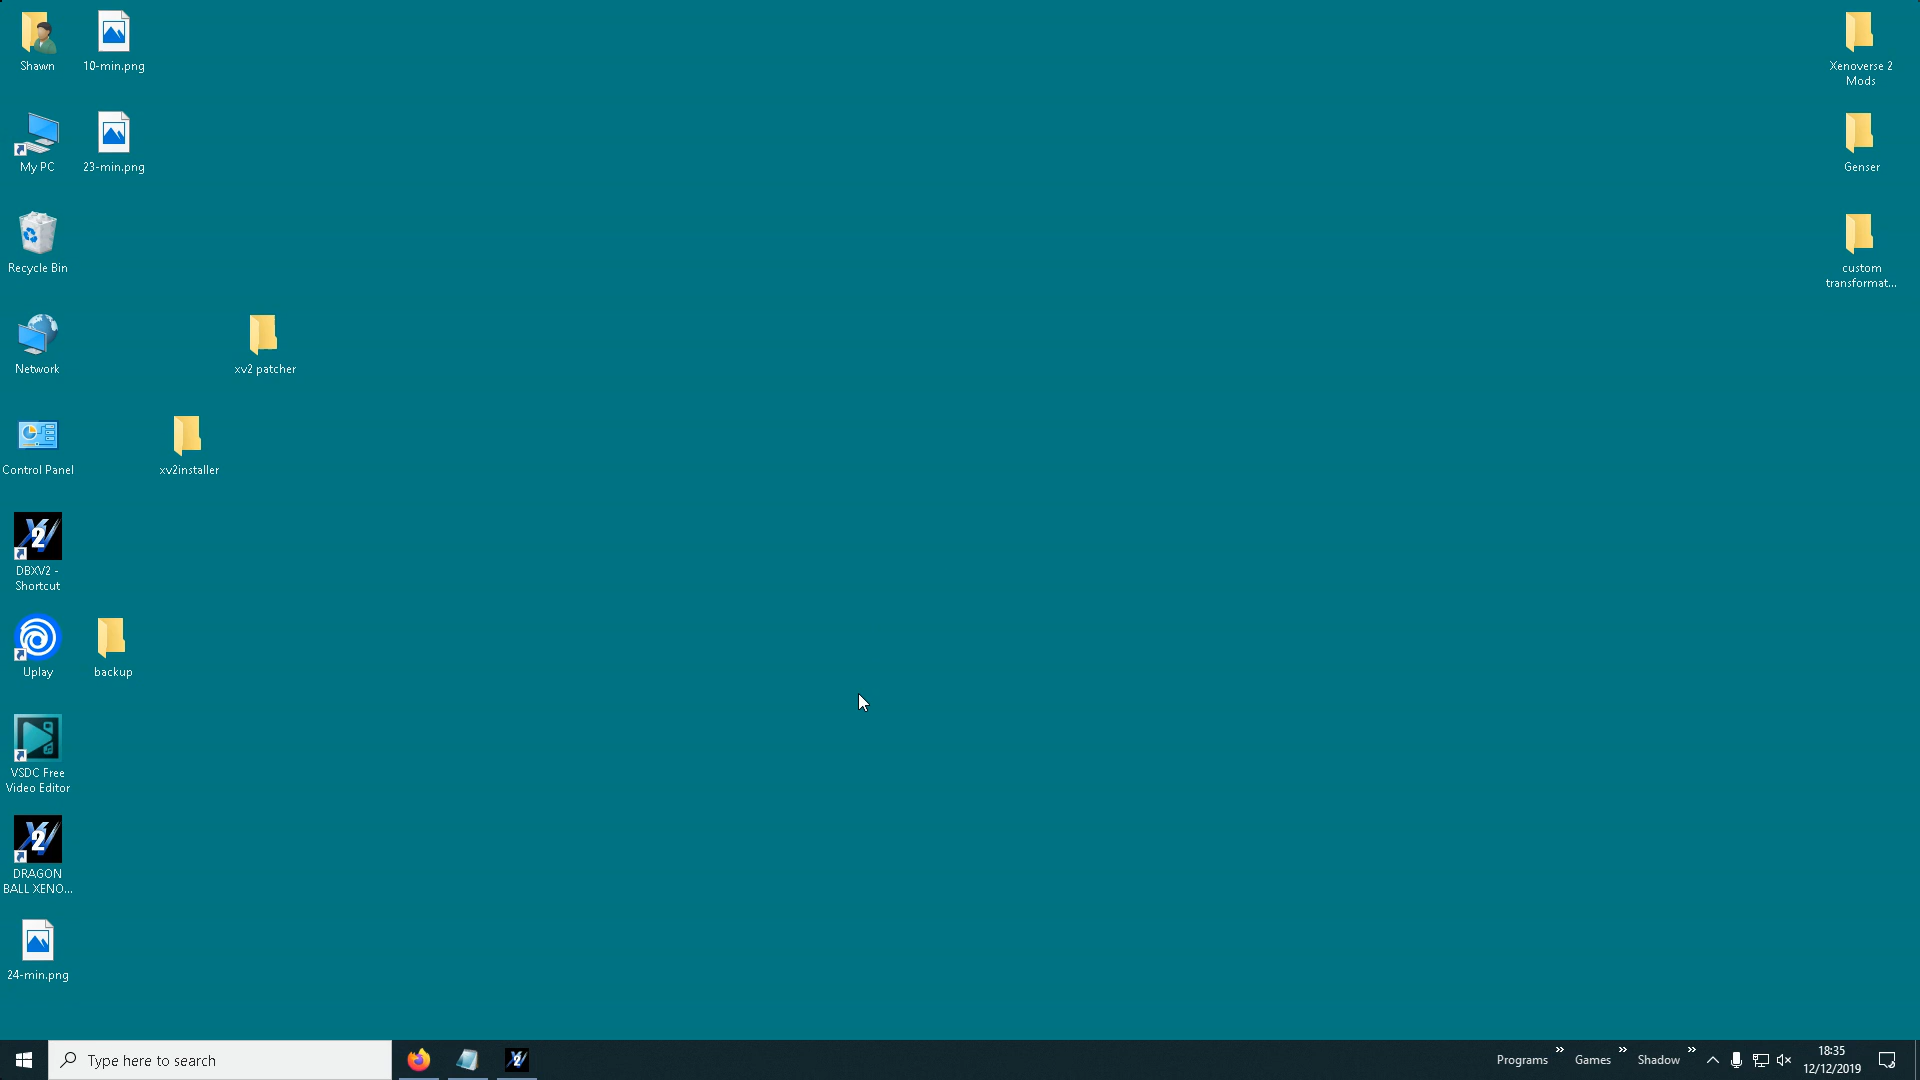 Shawn
10-min.png
Xenoverse 2
Mods
My PC
23-min.png
Genser
Recycle Bin
custom
transformat...
Network
xv2 patcher
Control Panel
xv2installer
DBXV2 -
Shortcut
Uplay
backup
VSDC Free
Video Editor
DRAGON
BALL XENO...
24-min.png
Type here to search
Programs
Games
Shadow
18:35
12/12/2019